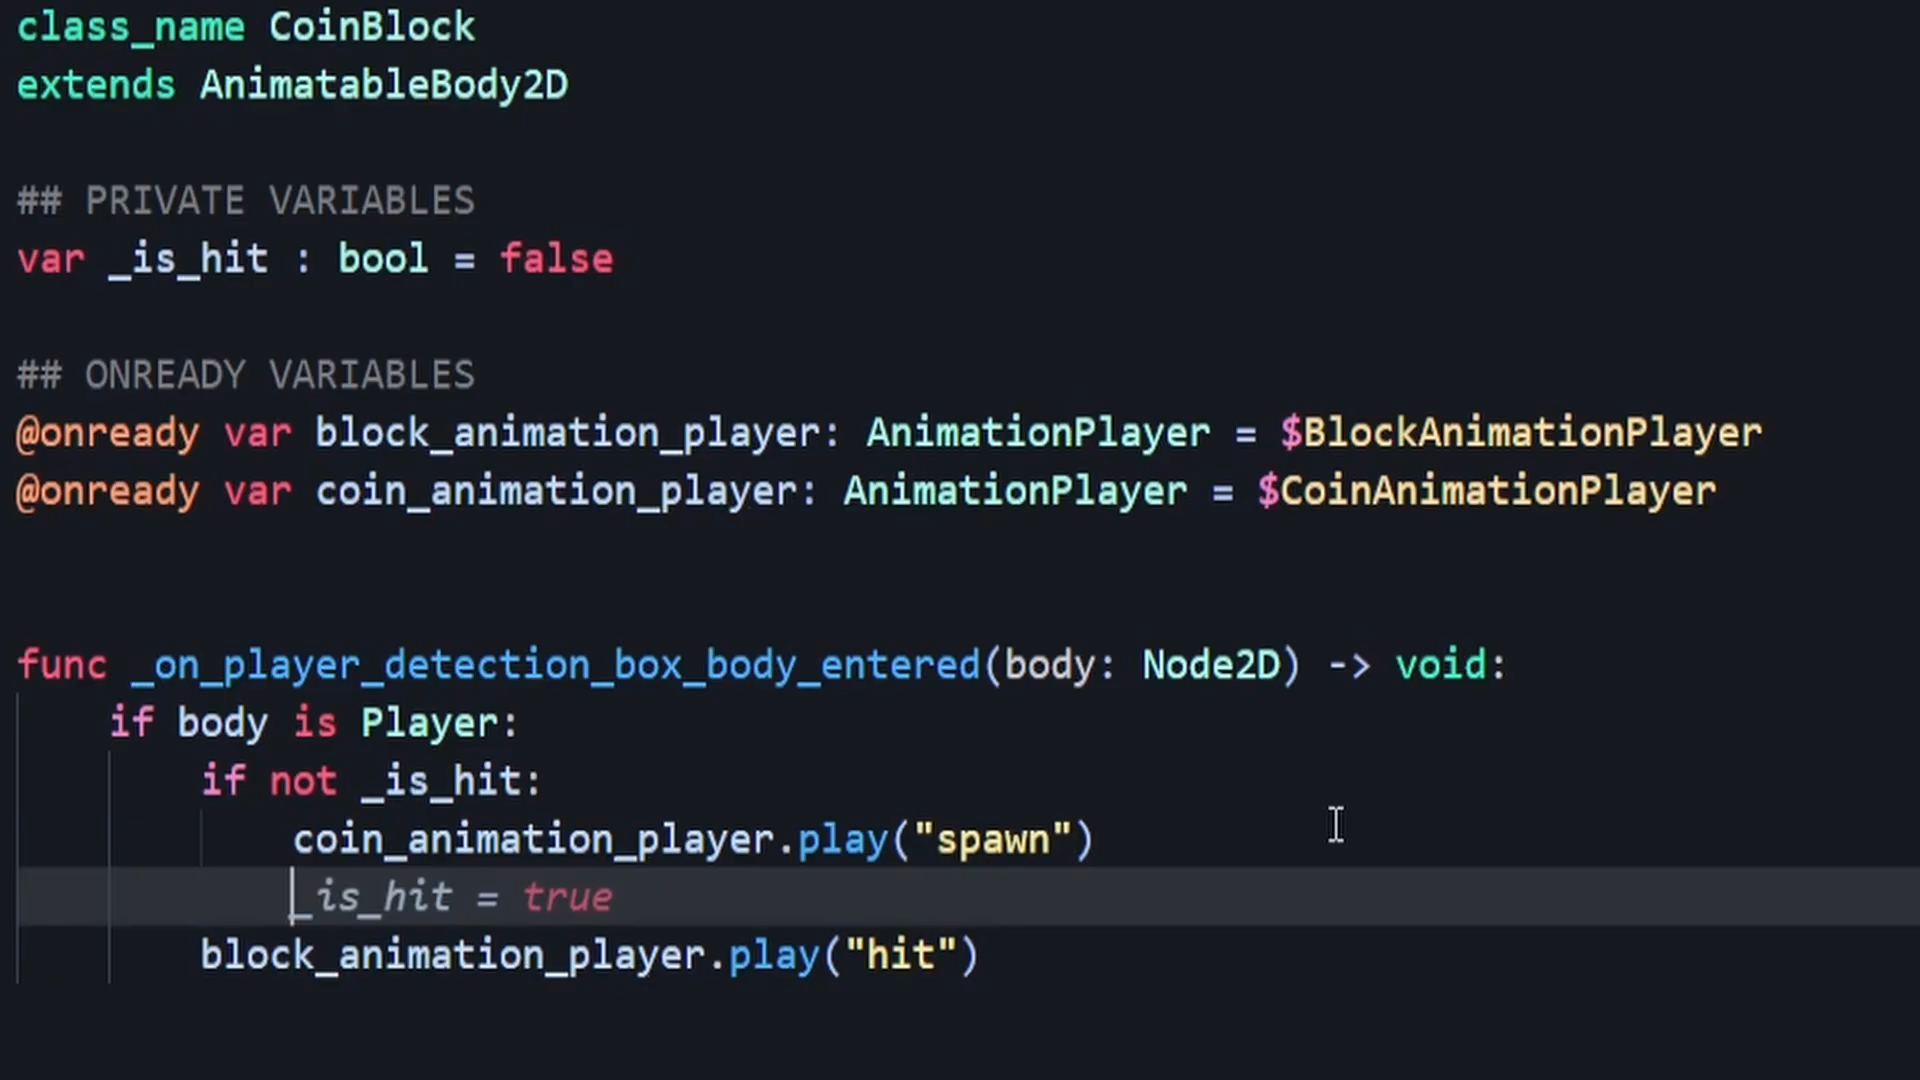 class_name CoinBlock
extends AnimatableBody2D
## PRIVATE VARIABLES
var _is_hit : bool = false
## ONREADY VARIABLES
@onready var block_animation_player: AnimationPlayer = $BlockAnimationPlayer
@onready var coin_animation_player: AnimationPlayer = $CoinAnimationPlayer
func _on_player_detection_box_body_entered(body: Node2D) -> void:
if body is Player:
if not _is_hit:
coin_animation_player.play("spawn")
_is_hit = true
block_animation_player.play("hit")